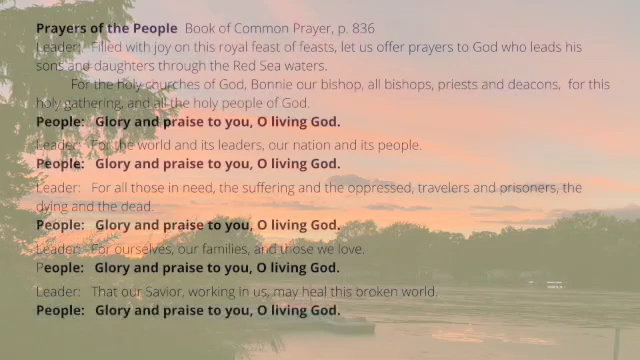 Prayers of the People Book of Common Prayer, p. 836
Leader: Filled with joy on this royal feast of feasts, let us offer prayers to God who leads his
sons and daughters through the Red Sea waters.
For the holy churches of God, Bonnie our bishop, all bishops, priests and deacons, for this
holy gathering, and all the holy people of God.
People: Glory and praise to you, O living God.
Leader: For the world and its leaders, our nation and its people.
People: Glory and praise to you, O living God.
Leader: For all those in need, the suffering and the oppressed, travelers and prisoners, the
dying and the dead.
People: Glory and praise to you, O living God.
Leader: For ourselves, our families, and those we love.
People: Glory and praise to you, O living God.
Leader: That our Savior, working in us, may heal this broken world.
People: Glory and praise to you, O living God.